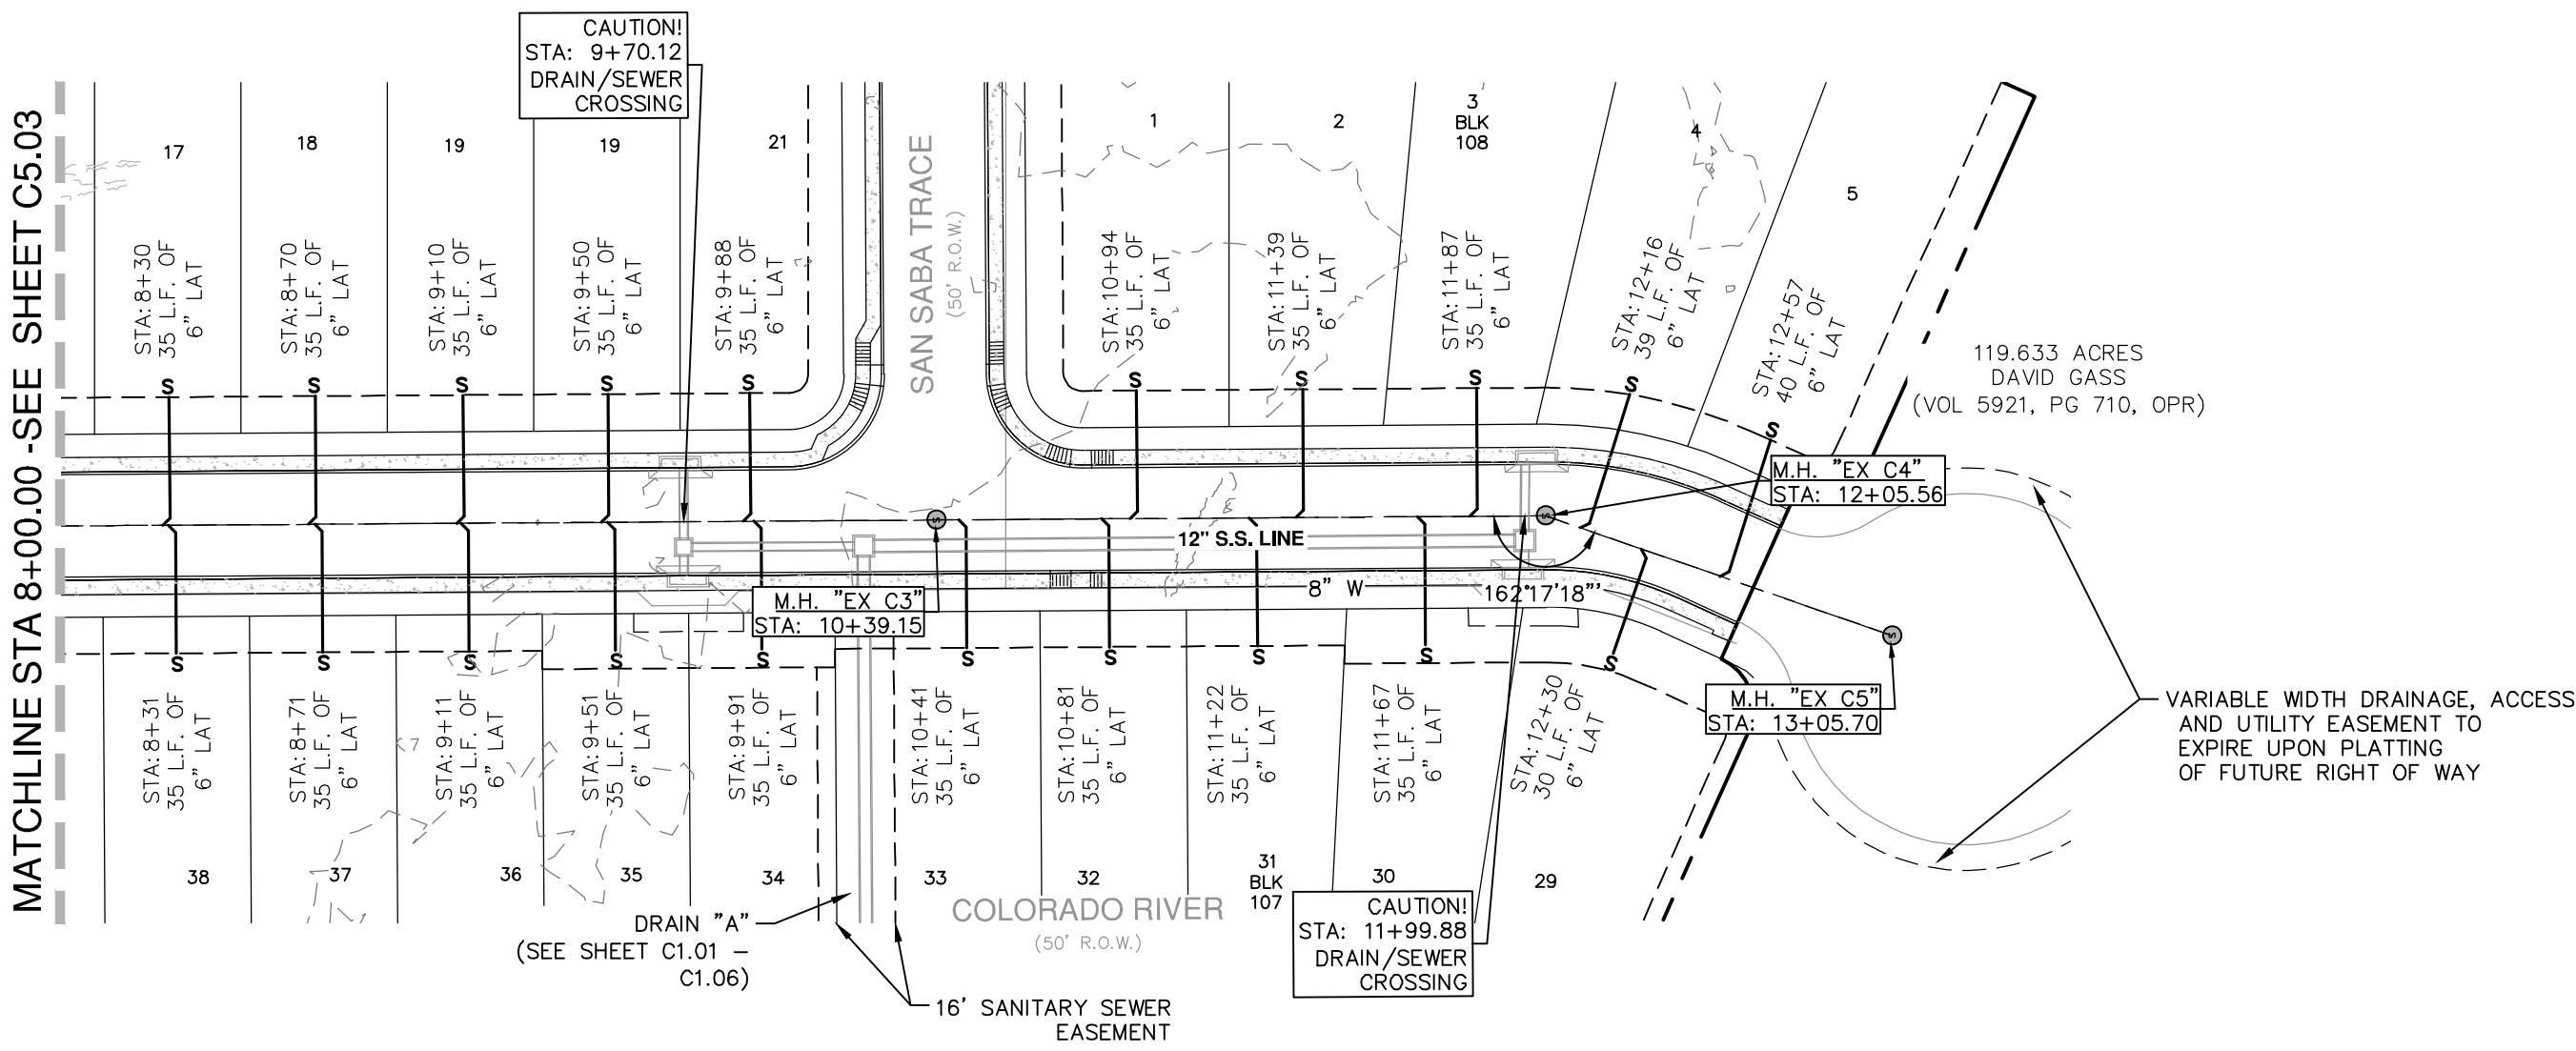 MATCHLINE STA 8+00.00 -SEE SHEET C5.03
CAUTION!
STA: 9+70.12
DRAIN/SEWER
CROSSING
17
18
19
19
21
SAN SABA TRACE
(50' R.O.W.)
1
2
3
BLK
108
4
5
STA:8+30
35 L.F. OF
6" LAT
STA:8+70
35 L.F. OF
6" LAT
STA:9+10
35 L.F. OF
6" LAT
STA:9+50
35 L.F. OF
6" LAT
STA:9+88
35 L.F. OF
6" LAT
STA:10+94
35 L.F. OF
6" LAT
STA:11+39
35 L.F. OF
6" LAT
STA:11+87
35 L.F. OF
6" LAT
STA:12+16
39 L.F. OF
6" LAT
STA:12+57
40 L.F. OF
6" LAT
119.633 ACRES
DAVID GASS
(VOL 5921, PG 710, OPR)
S S S S S S S S S S
M.H. "EX C4"
STA: 12+05.56
S S S
12" S.S. LINE
8" W
162°17'18"'
M.H. "EX C3"
STA: 10+39.15
S S S S S S S S S S
M.H. "EX C5"
STA: 13+05.70
VARIABLE WIDTH DRAINAGE, ACCESS
AND UTILITY EASEMENT TO
EXPIRE UPON PLATTING
OF FUTURE RIGHT OF WAY
STA:8+31
35 L.F. OF
6" LAT
STA:8+71
35 L.F. OF
6" LAT
STA:9+11
35 L.F. OF
6" LAT
STA:9+51
35 L.F. OF
6" LAT
STA:9+91
35 L.F. OF
6" LAT
STA:10+41
35 L.F. OF
6" LAT
STA:10+81
35 L.F. OF
6" LAT
STA:11+22
35 L.F. OF
6" LAT
STA:11+67
35 L.F. OF
6" LAT
STA:12+30
30 L.F. OF
6" LAT
38
37
36
35
34
33
32
31
BLK
107
30
29
COLORADO RIVER
(50' R.O.W.)
DRAIN "A"
(SEE SHEET C1.01 –
C1.06)
16' SANITARY SEWER
EASEMENT
CAUTION!
STA: 11+99.88
DRAIN/SEWER
CROSSING